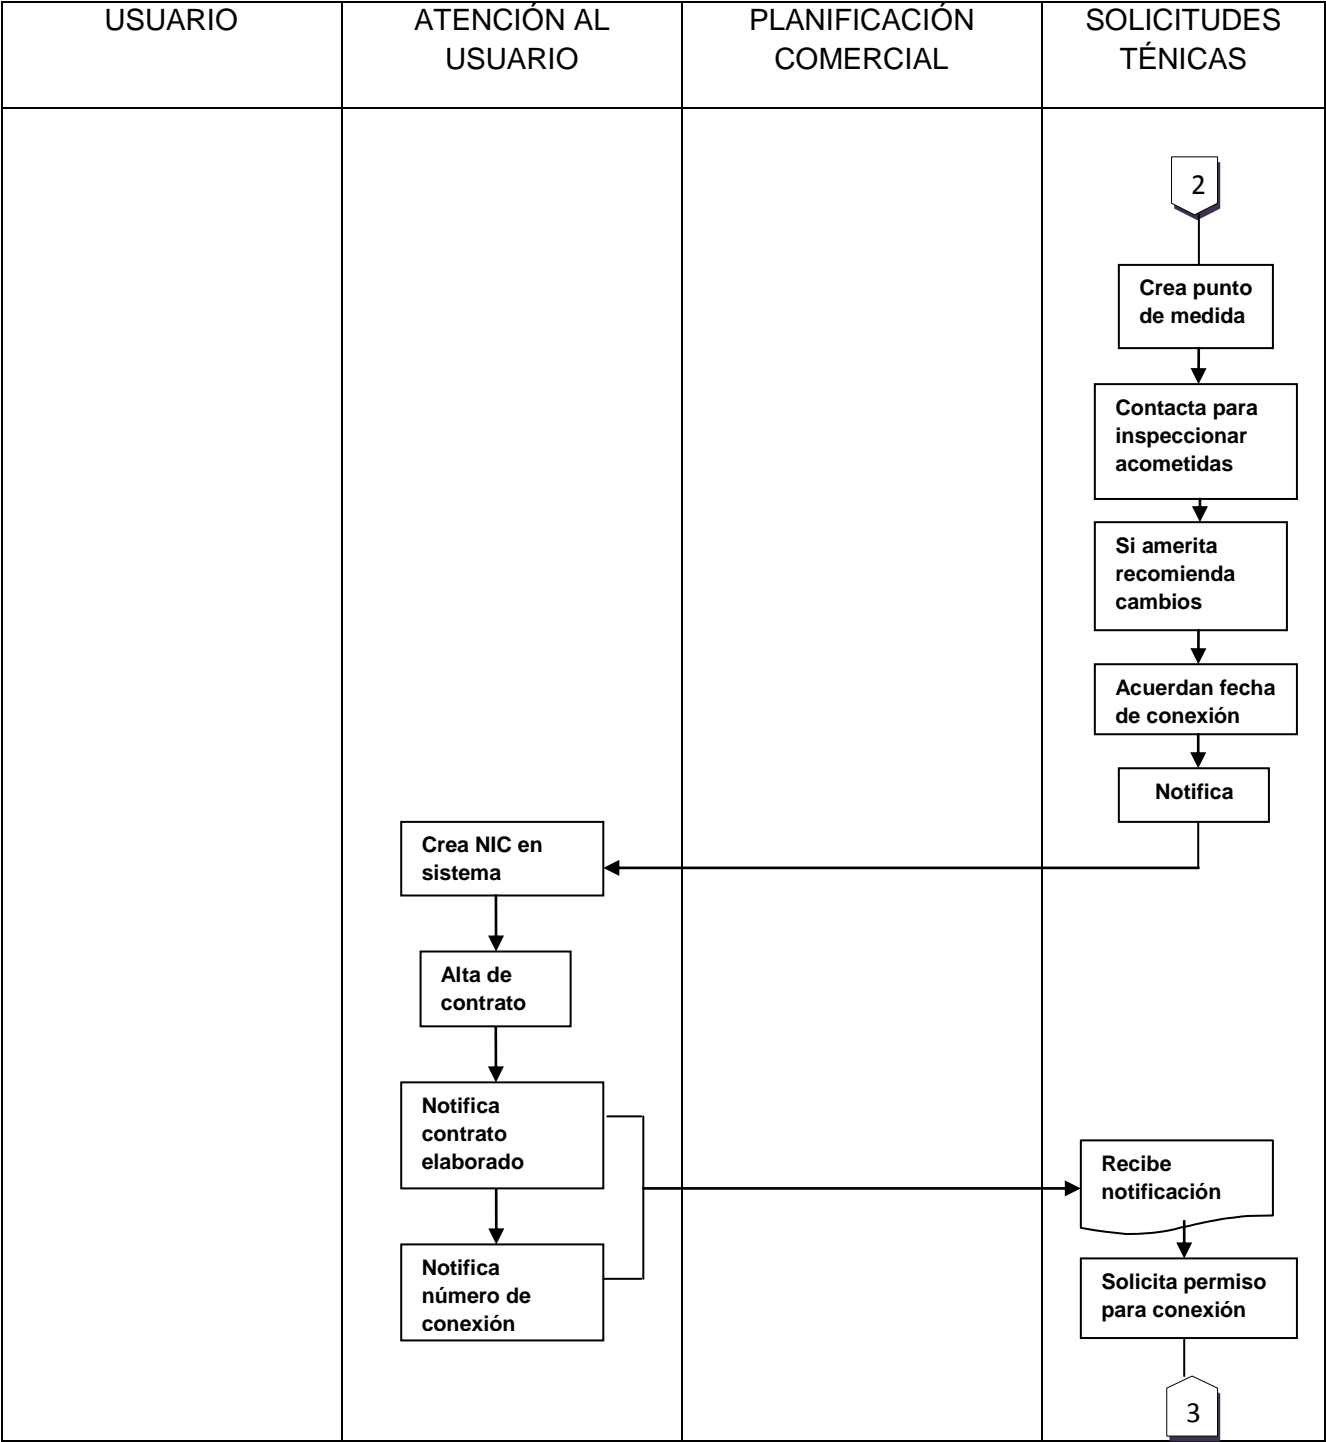 USUARIO
ATENCIÓN AL
USUARIO
PLANIFICACIÓN
COMERCIAL
SOLICITUDES
TÉNICAS
2
Crea punto
de medida
Contacta para
inspeccionar
acometidas
Si amerita
recomienda
cambios
Acuerdan fecha
de conexión
Notifica
Crea NIC en
sistema
Alta de
contrato
Notifica
contrato
elaborado
Notifica
número de
conexión
Recibe
notificación
Solicita permiso
para conexión
3